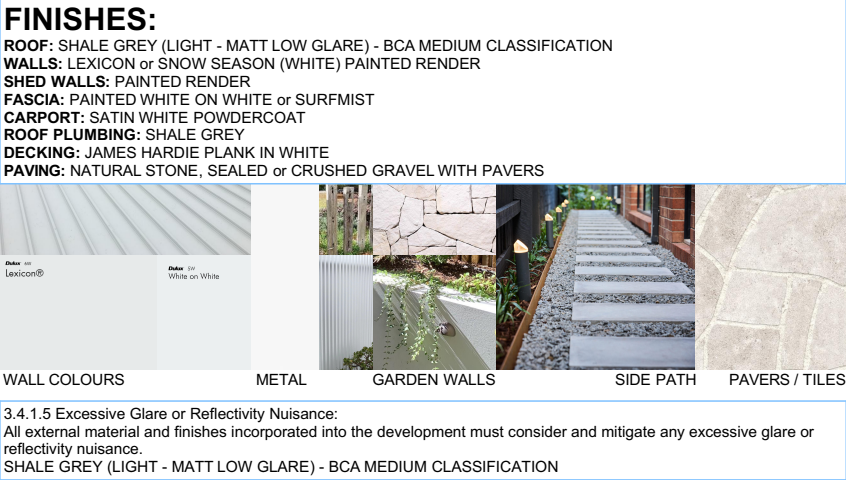 FINISHES:
ROOF: SHALE GREY (LIGHT - MATT LOW GLARE) - BCA MEDIUM CLASSIFICATION
WALLS: LEXICON or SNOW SEASON (WHITE) PAINTED RENDER
SHED WALLS: PAINTED RENDER
FASCIA: PAINTED WHITE ON WHITE or SURFMIST
CARPORT: SATIN WHITE POWDERCOAT
ROOF PLUMBING: SHALE GREY
DECKING: JAMES HARDIE PLANK IN WHITE
PAVING: NATURAL STONE, SEALED or CRUSHED GRAVEL WITH PAVERS
Dulux
Lexicon®
Dulux SW
White on White
WALL COLOURS
METAL
GARDEN WALLS
SIDE PATH
PAVERS / TILES
3.4.1.5 Excessive Glare or Reflectivity Nuisance:
All external material and finishes incorporated into the development must consider and mitigate any excessive glare or
reflectivity nuisance.
SHALE GREY (LIGHT - MATT LOW GLARE) - BCA MEDIUM CLASSIFICATION